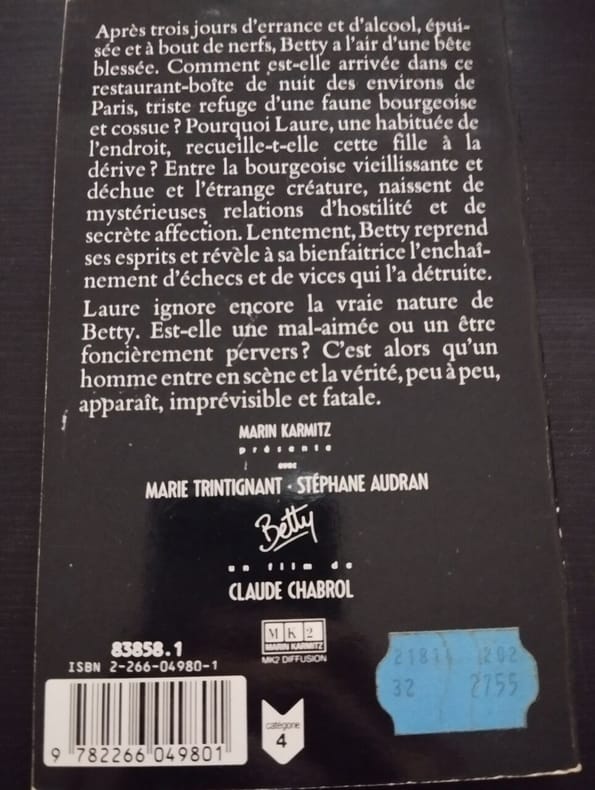 Après trois jours d'errance et d'alcool, épui-
sée et à bout de nerfs, Betty a l'air d'une bête
blessée. Comment est-elle arrivée dans ce
restaurant-boîte de nuit des environs de
Paris, triste refuge d'une faune bourgeoise
et cossue ? Pourquoi Laure, une habituée de
l'endroit, recueille-t-elle cette fille à la
dérive ? Entre la bourgeoise vieillissante et
déchue et l'étrange créature, naissent de
mystérieuses relations d'hostilité et de
secrète affection. Lentement, Betty reprend
ses esprits et révèle à sa bienfaitrice l'enchaî-
nement d'échecs et de vices qui l'a détruite.
Laure ignore encore la vraie nature de
Betty. Est-elle une mal-aimée ou un être
foncièrement pervers ? C'est alors qu'un
homme entre en scène et la vérité, peu à peu,
apparaît, imprévisible et fatale.
MARIN KARMITZ
présente
avec
MARIE TRINTIGNANT · STÉPHANE AUDRAN
Betty
un film de
CLAUDE CHABROL
83858.1
ISBN 2-266-04980-1
9 782266 049801
MK2
MARIN KARMITZ
MK2 DIFFUSION
catégorie
4
202
32 2755